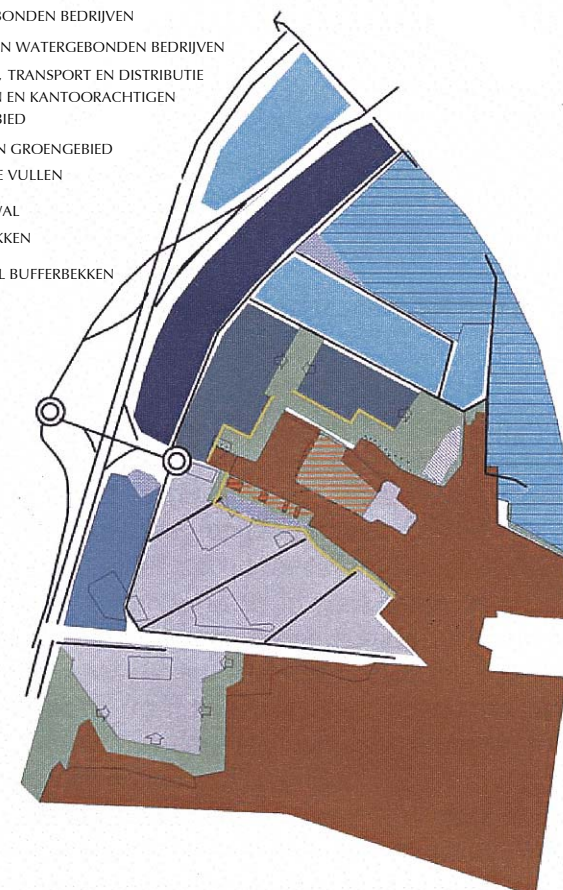 BONDEN BEDRIJVEN
N WATERGEBONDEN BEDRIJVEN
TRANSPORT EN DISTRIBUTIE
N EN KANTOORACHTIGEN
BIED
N GROENGEBIED
E VULLEN
VAL
KKEN
L BUFFERBEKKEN